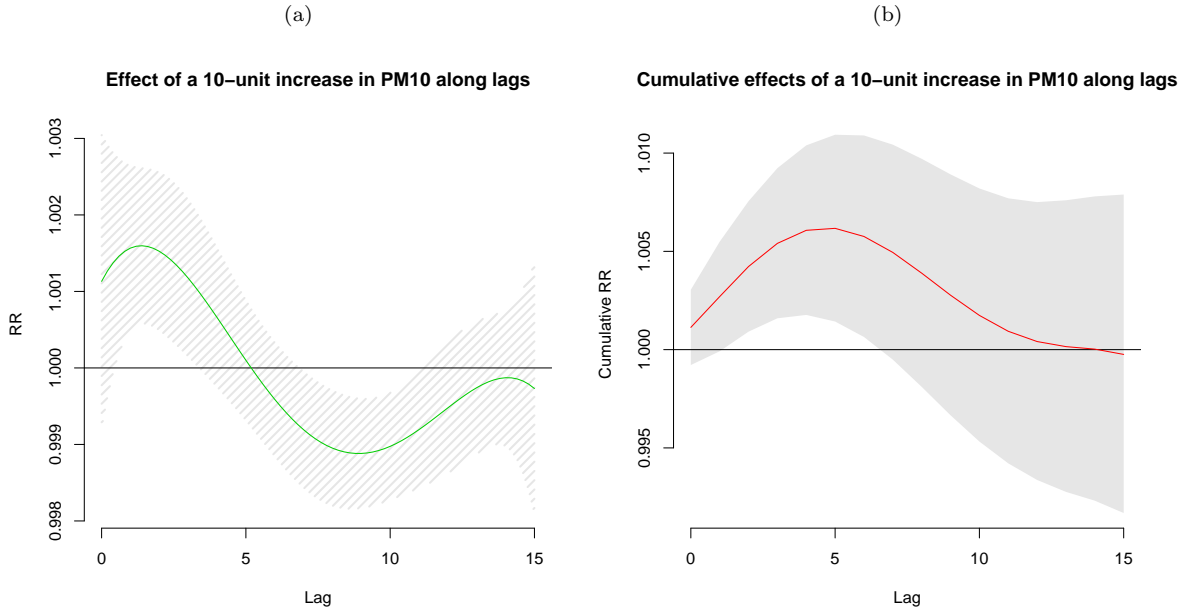 (a)
Effect of a 10−unit increase in PM10 along lags
RR
1.003
1.002
1.001
1.000
0.999
0.998
0 5 10 15
Lag
(b)
Cumulative effects of a 10−unit increase in PM10 along lags
Cumulative RR
1.010
1.005
1.000
0.995
0 5 10 15
Lag